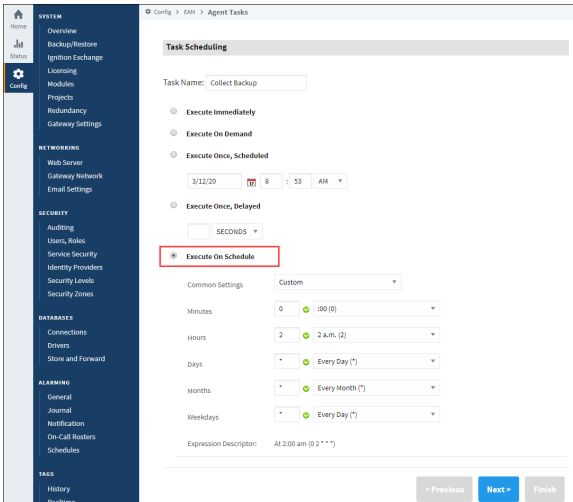 Home
Status
Config
SYSTEM
Overview
Backup/Restore
Ignition Exchange
Licensing
Modules
Projects
Redundancy
Gateway Settings
NETWORKING
Web Server
Gateway Network
Email Settings
SECURITY
Auditing
Users, Roles
Service Security
Identity Providers
Security Levels
Security Zones
DATABASES
Connections
Drivers
Store and Forward
ALARMING
General
Journal
Notification
On-Call Rosters
Schedules
TAGS
History
Realtime
Config > EAM > Agent Tasks
Task Scheduling
Task Name: Collect Backup
Execute Immediately
Execute On Demand
Execute Once, Scheduled
3/12/20 8 : 53 AM
Execute Once, Delayed
SECONDS
Execute On Schedule
Common Settings Custom
Minutes 0 :00 (0)
Hours 2 2 a.m. (2)
Days * Every Day (*)
Months * Every Month (*)
Weekdays * Every Day (*)
Expression Descriptor: At 2:00 am (0 2 * * *)
< Previous Next > Finish